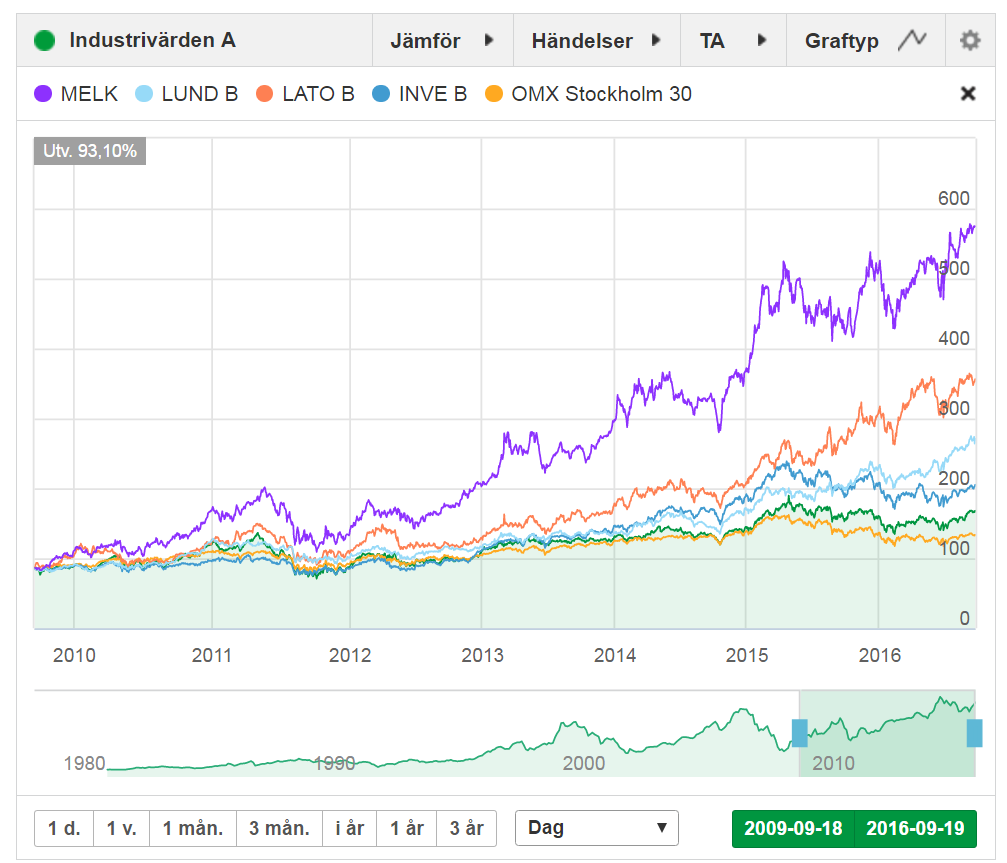 Industrivärden A Jämför Händelser TA Graftyp
MELK LUND B LATO B INVE B OMX Stockholm 30
Utv. 93,10%
600
500
400
300
200
100
0
2010 2011 2012 2013 2014 2015 2016
1980 1990 2000 2010
1 d. 1 v. 1 mån. 3 mån. i år 1 år 3 år Dag 2009-09-18 2016-09-19